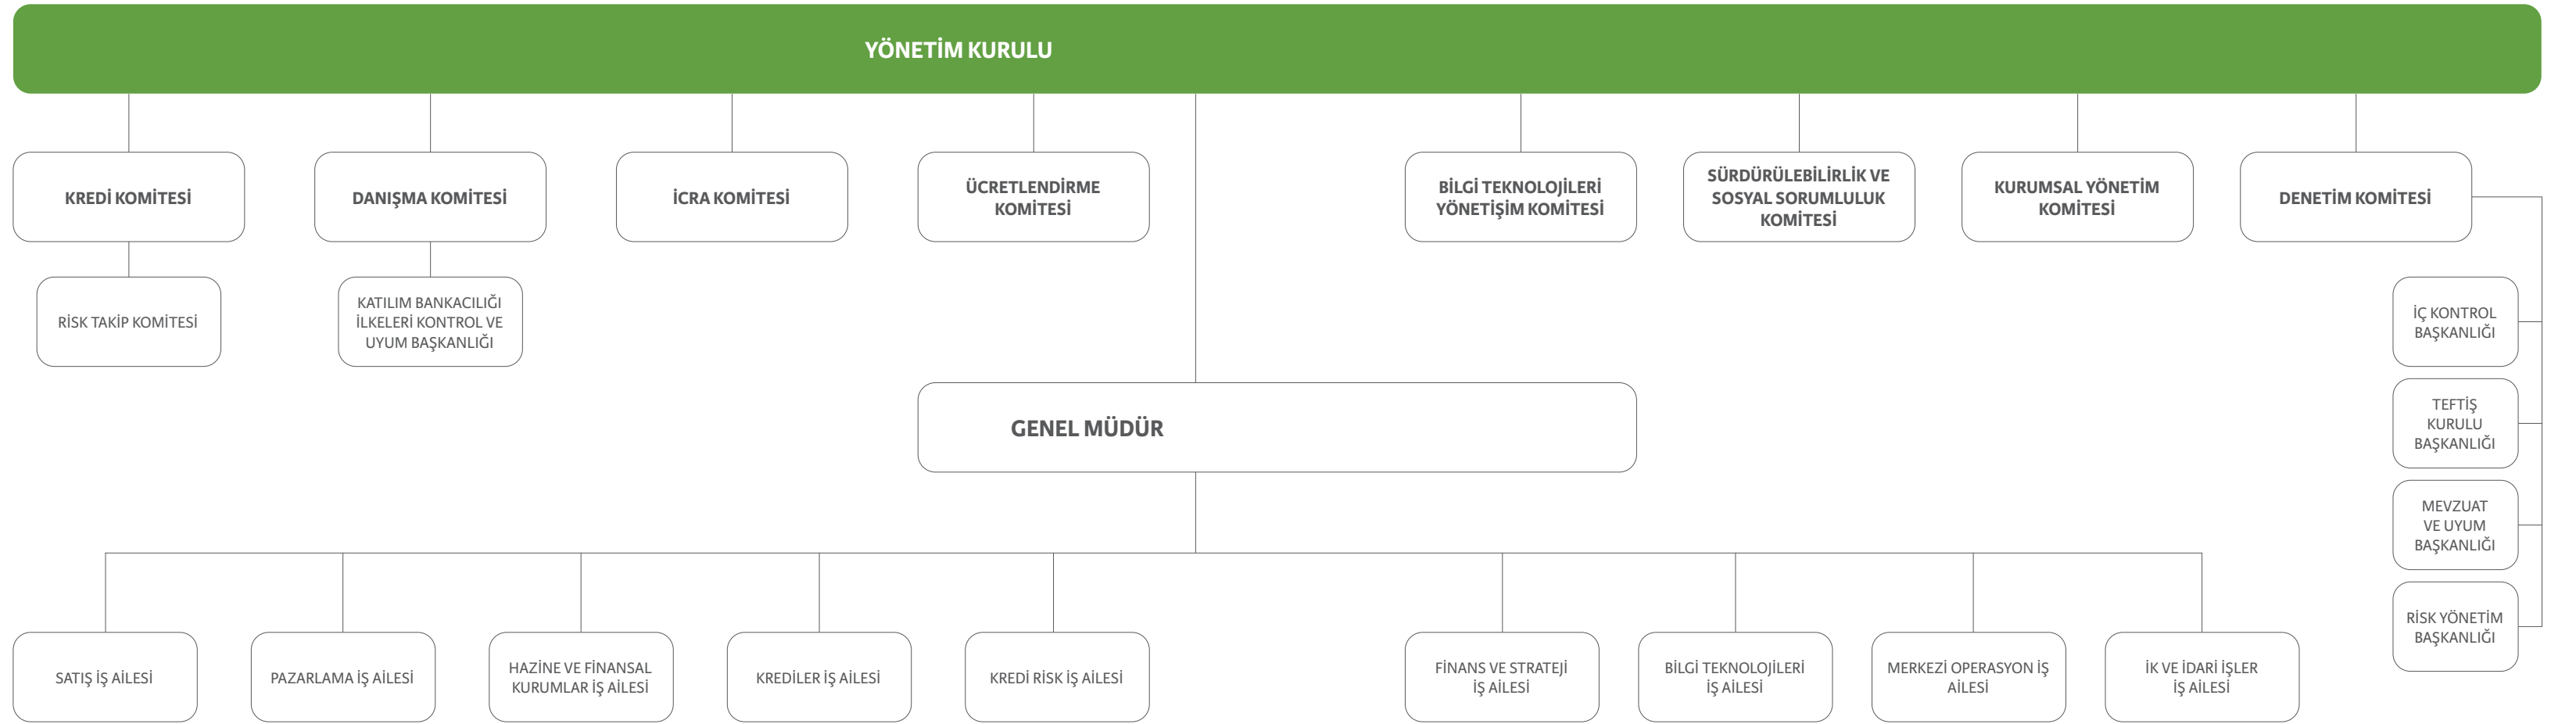 YÖNETİM KURULU
KREDİ KOMİTESİ
DANIŞMA KOMİTESİ
İCRA KOMİTESİ
ÜCRETLENDİRME
KOMİTESİ
BİLGİ TEKNOLOJİLERİ
YÖNETİŞİM KOMİTESİ
SÜRDÜRÜLEBİLİRLİK VE
SOSYAL SORUMLULUK
KOMİTESİ
KURUMSAL YÖNETİM
KOMİTESİ
DENETİM KOMİTESİ
RİSK TAKİP KOMİTESİ
KATILIM BANKACILIĞI
İLKELERİ KONTROL VE
UYUM BAŞKANLIĞI
İÇ KONTROL
BAŞKANLIĞI
TEFTİŞ
KURULU
BAŞKANLIĞI
GENEL MÜDÜR
MEVZUAT
VE UYUM
BAŞKANLIĞI
RİSK YÖNETİM
BAŞKANLIĞI
SATIŞ İŞ AİLESİ
PAZARLAMA İŞ AİLESİ
HAZİNE VE FİNANSAL
KURUMLAR İŞ AİLESİ
KREDİLER İŞ AİLESİ
KREDİ RİSK İŞ AİLESİ
FİNANS VE STRATEJİ
İŞ AİLESİ
BİLGİ TEKNOLOJİLERİ
İŞ AİLESİ
MERKEZİ OPERASYON İŞ
AİLESİ
İK VE İDARİ İŞLER
İŞ AİLESİ